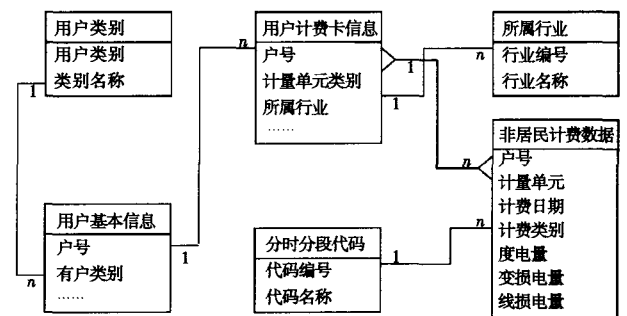 用户类别
用户类别
类别名称
1
用户基本信息
户号
有户类别
……
n
1
用户计费卡信息
户号
计量单元类别
所属行业
……
n
1
1
所属行业
行业编号
行业名称
n
分时分段代码
代码编号
代码名称
1
非居民计费数据
户号
计量单元
计费日期
计费类别
度电量
变损电量
线损电量
n
n